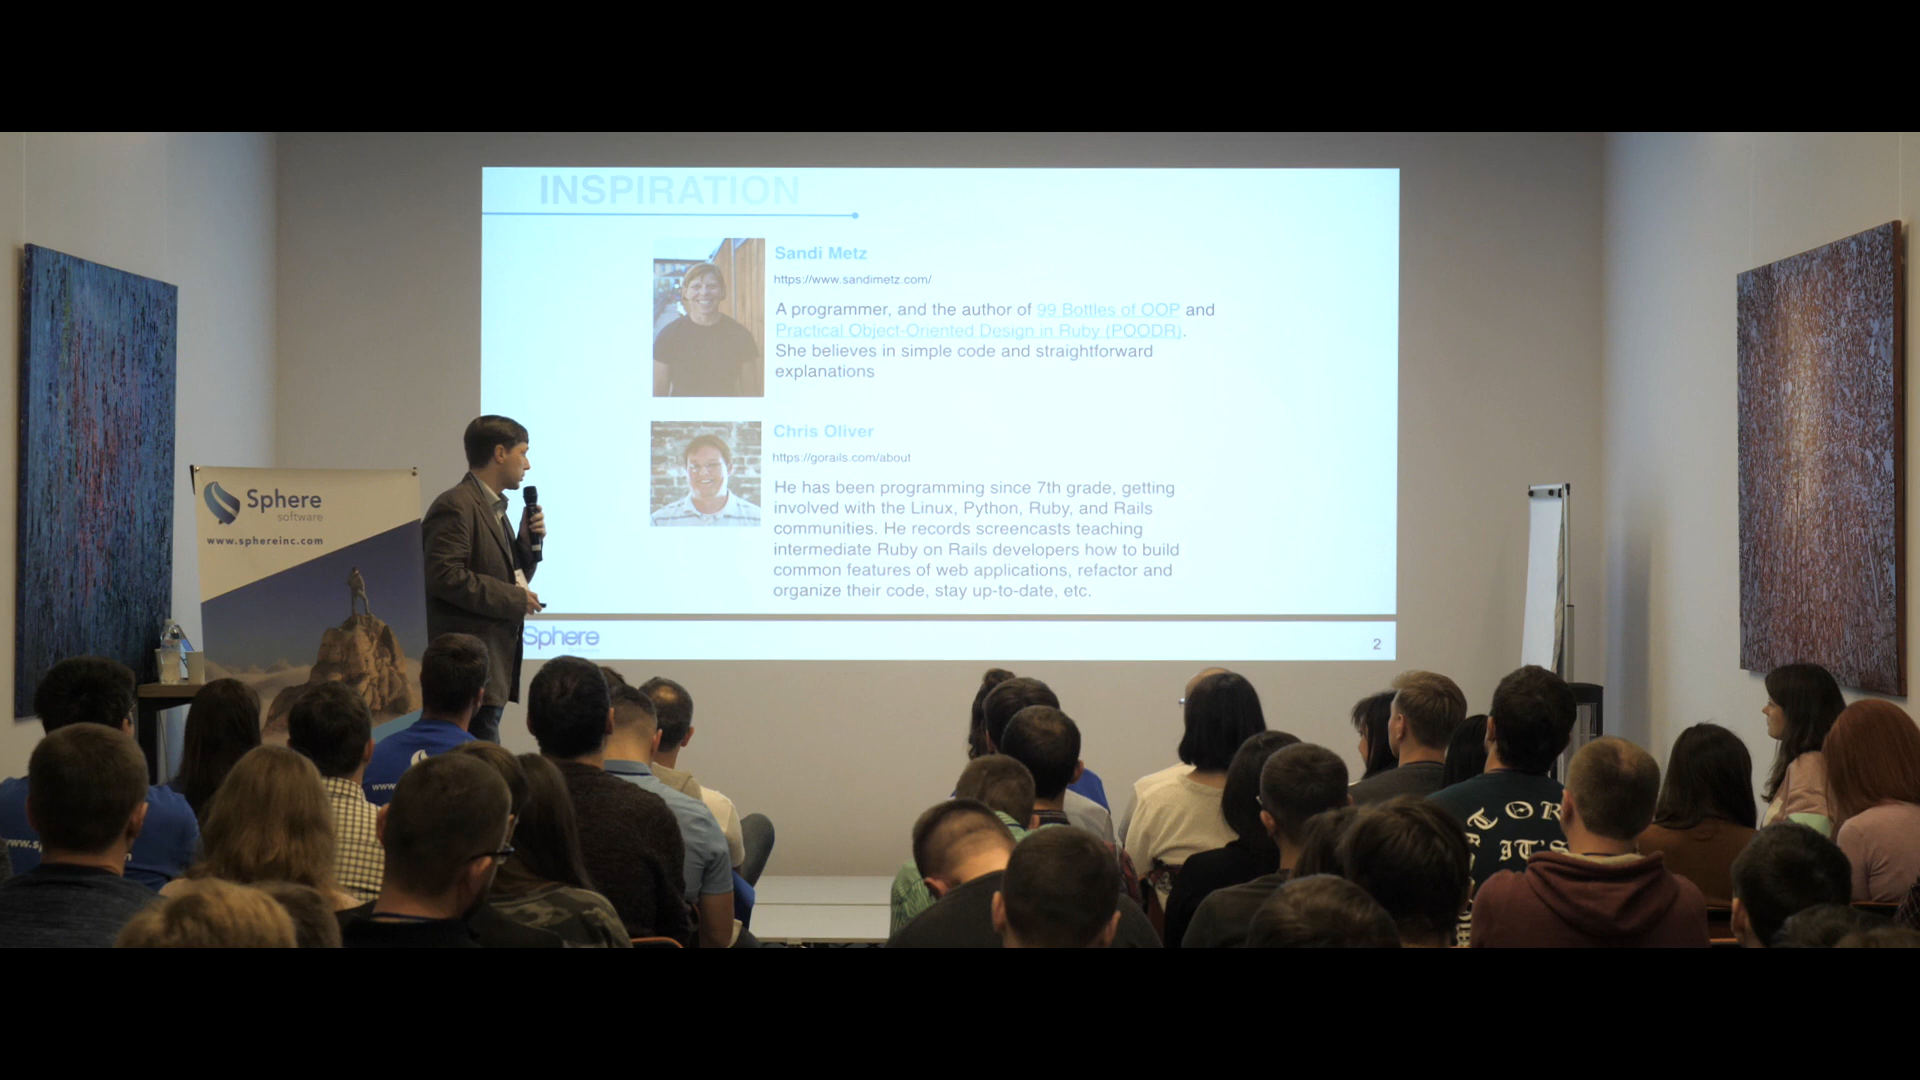 INSPIRATION
Sandi Metz
https://www.sandimetz.com/
A programmer, and the author of 99 Bottles of OOP and
Practical Object-Oriented Design in Ruby (POODR).
She believes in simple code and straightforward
explanations
Chris Oliver
https://gorails.com/about
He has been programming since 7th grade, getting
involved with the Linux, Python, Ruby, and Rails
communities. He records screencasts teaching
intermediate Ruby on Rails developers how to build
common features of web applications, refactor and
organize their code, stay up-to-date, etc.
Sphere
2
Sphere
software
www.sphereinc.com
www
www.sp
IT'S